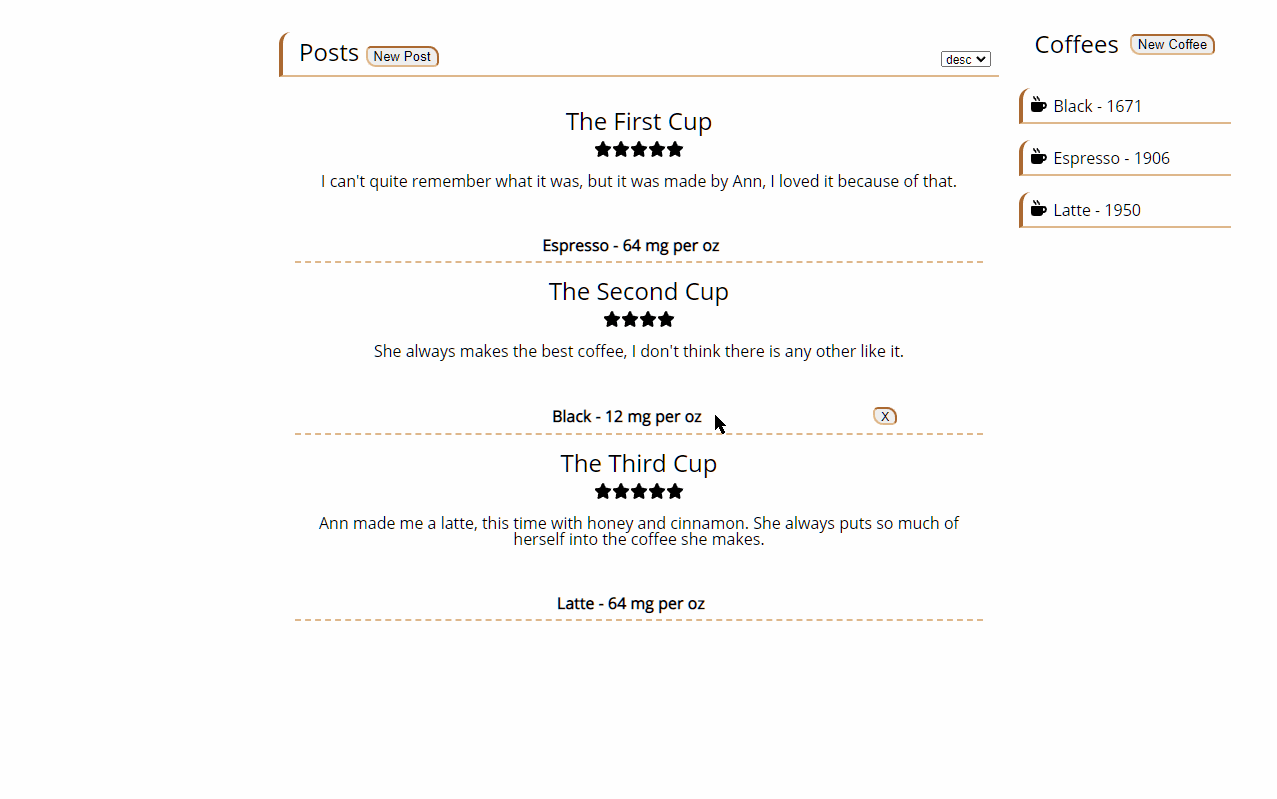 Posts New Post desc
The First Cup
I can't quite remember what it was, but it was made by Ann, I loved it because of that.
Espresso - 64 mg per oz
The Second Cup
She always makes the best coffee, I don't think there is any other like it.
Black - 12 mg per oz X
The Third Cup
Ann made me a latte, this time with honey and cinnamon. She always puts so much of
herself into the coffee she makes.
Latte - 64 mg per oz
Coffees New Coffee
Black - 1671
Espresso - 1906
Latte - 1950